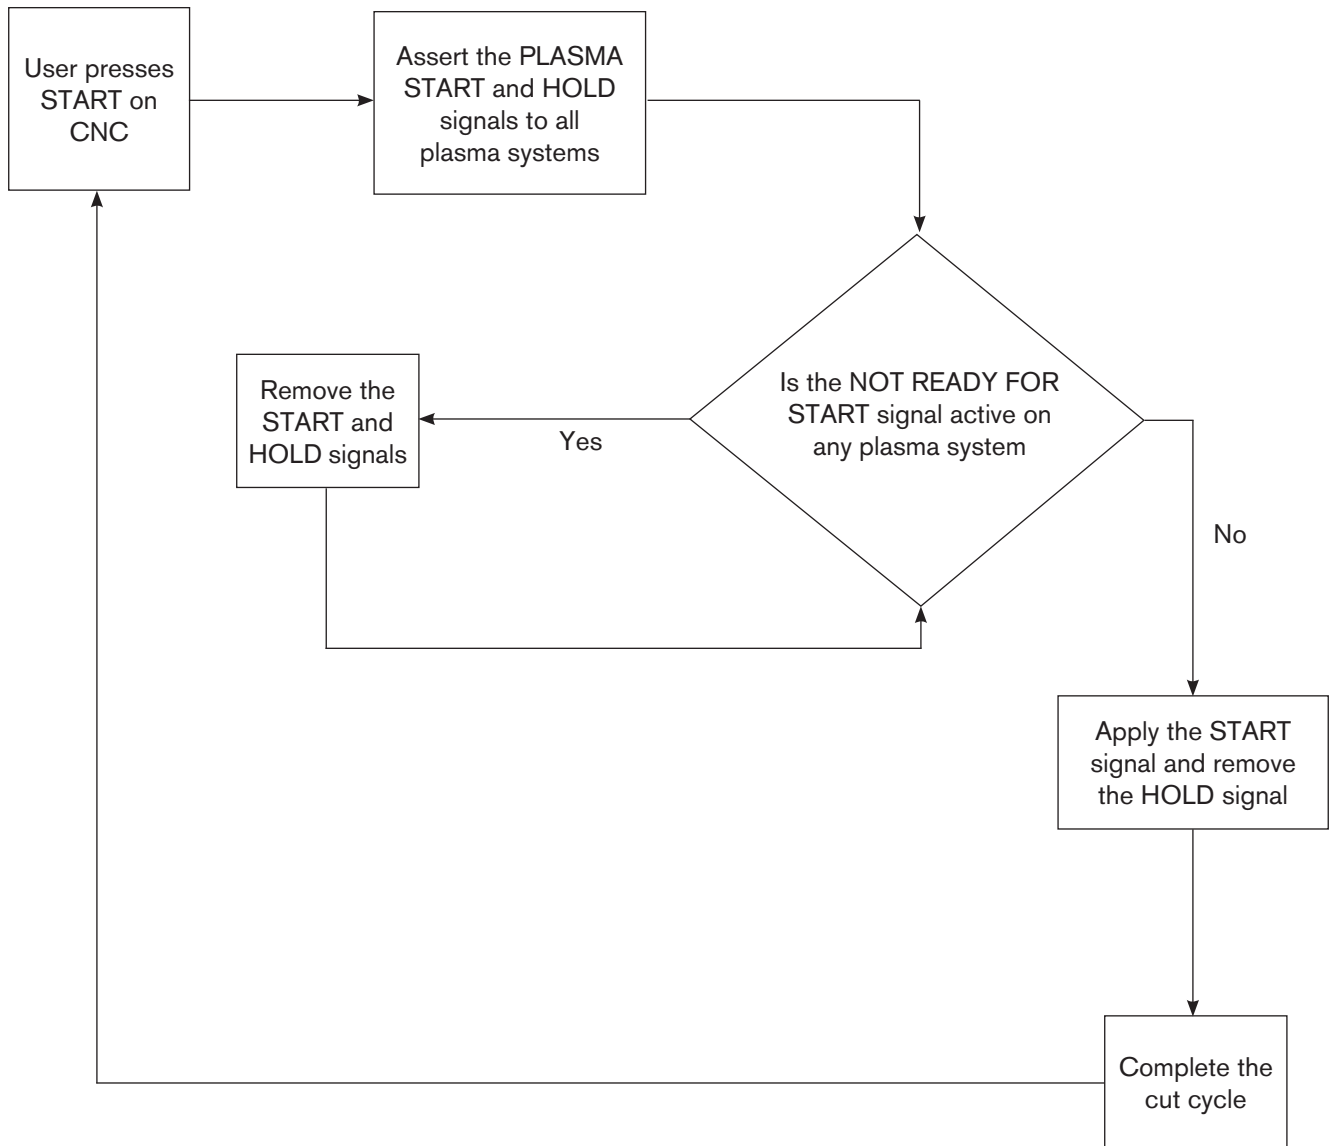 User presses
START on
CNC
Assert the PLASMA
START and HOLD
signals to all
plasma systems
Is the NOT READY FOR
START signal active on
any plasma system
Remove the
START and
HOLD signals
Yes
No
Apply the START
signal and remove
the HOLD signal
Complete the
cut cycle